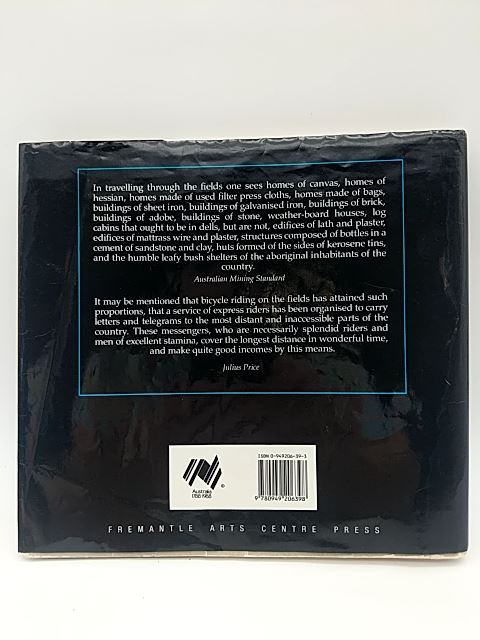 In travelling through the fields one sees homes of canvas, homes of
hessian, homes made of used filter press cloths, homes made of bags,
buildings of sheet iron, buildings of galvanised iron, buildings of brick,
buildings of adobe, buildings of stone, weather-board houses, log
cabins that ought to be in dells, but are not, edifices of lath and plaster,
edifices of mattrass wire and plaster, structures composed of bottles in a
cement of sandstone and clay, huts formed of the sides of kerosene tins,
and the humble leafy bush shelters of the aboriginal inhabitants of the
country.
Australian Mining Standard
It may be mentioned that bicycle riding on the fields has attained such
proportions, that a service of express riders has been organised to carry
letters and telegrams to the most distant and inaccessible parts of the
country. These messengers, who are necessarily splendid riders and
men of excellent stamina, cover the longest distance in wonderful time,
and make quite good incomes by this means.
Julius Price
Australia
1788-1988
©
ISBN 0-949206-39-3
9 780949 206398
FREMANTLE ARTS CENTRE PRESS